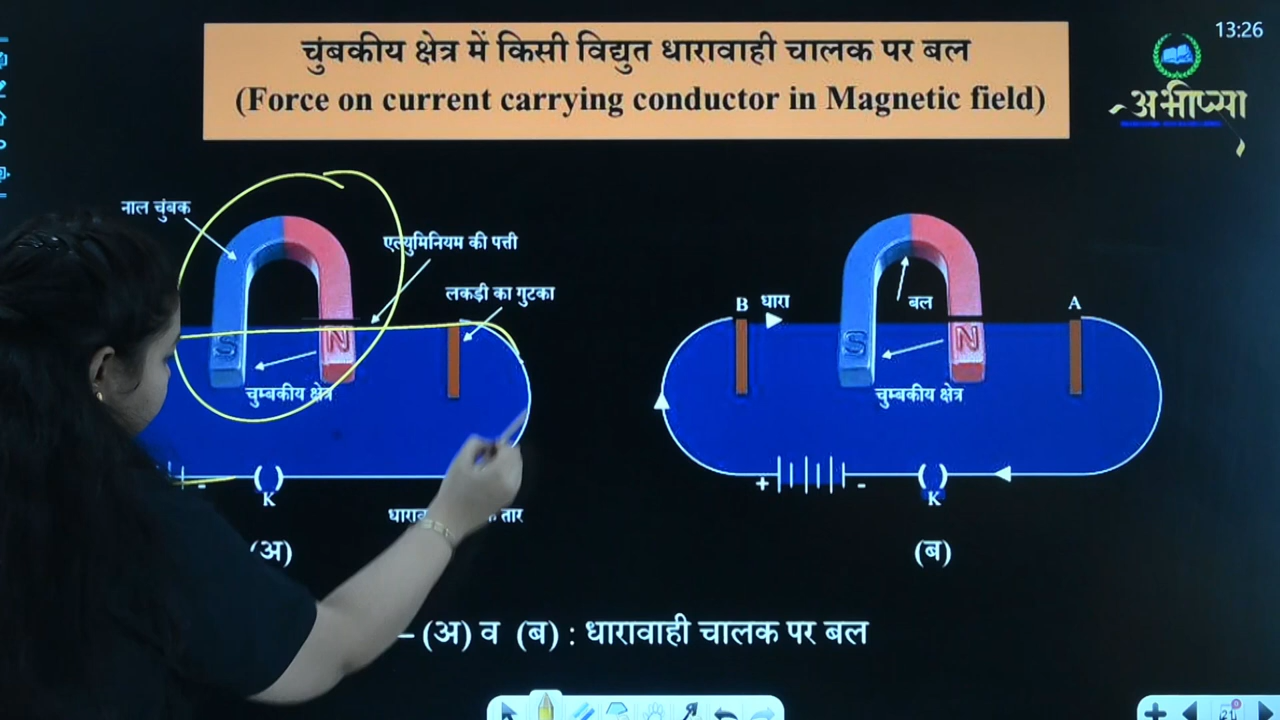 13:26
चुंबकीय क्षेत्र में किसी विद्युत धारावाही चालक पर बल
(Force on current carrying conductor in Magnetic field)
अभीप्सा
नाल चुंबक
एल्युमिनियम की पत्ती
लकड़ी का गुटका
S
N
चुम्बकीय क्षेत्र
-
( )
K
तार
(अ)
B
धारा
बल
A
S
N
चुम्बकीय क्षेत्र
+
-
( )
K
(ब)
– (अ) व (ब) : धारावाही चालक पर बल
21